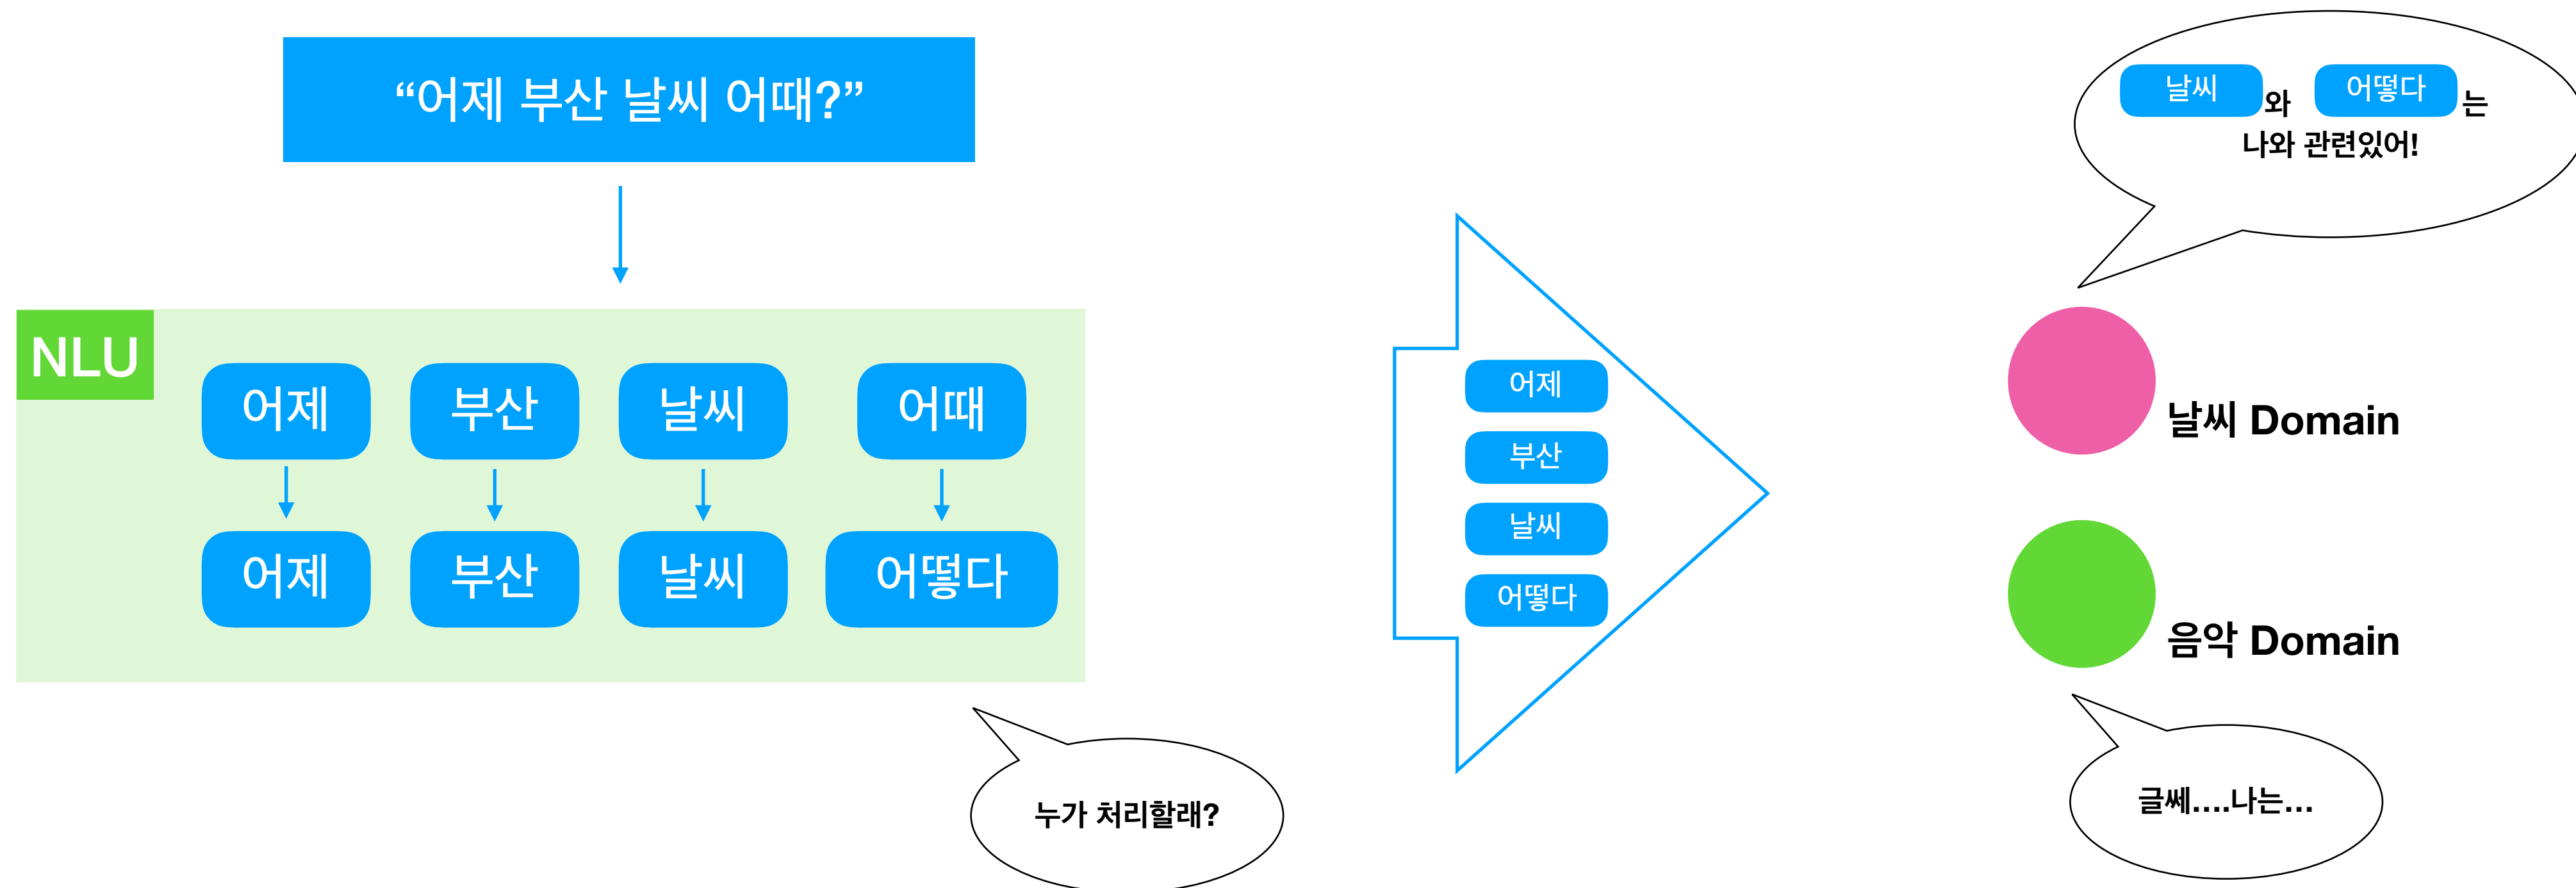 “어제 부산 날씨 어때?”
NLU
어제 부산 날씨 어때
어제 부산 날씨 어떻다
누가 처리할래?
어제
부산
날씨
어떻다
날씨 와 어떻다 는
나와 관련있어!
날씨 Domain
음악 Domain
글쎄....나는...